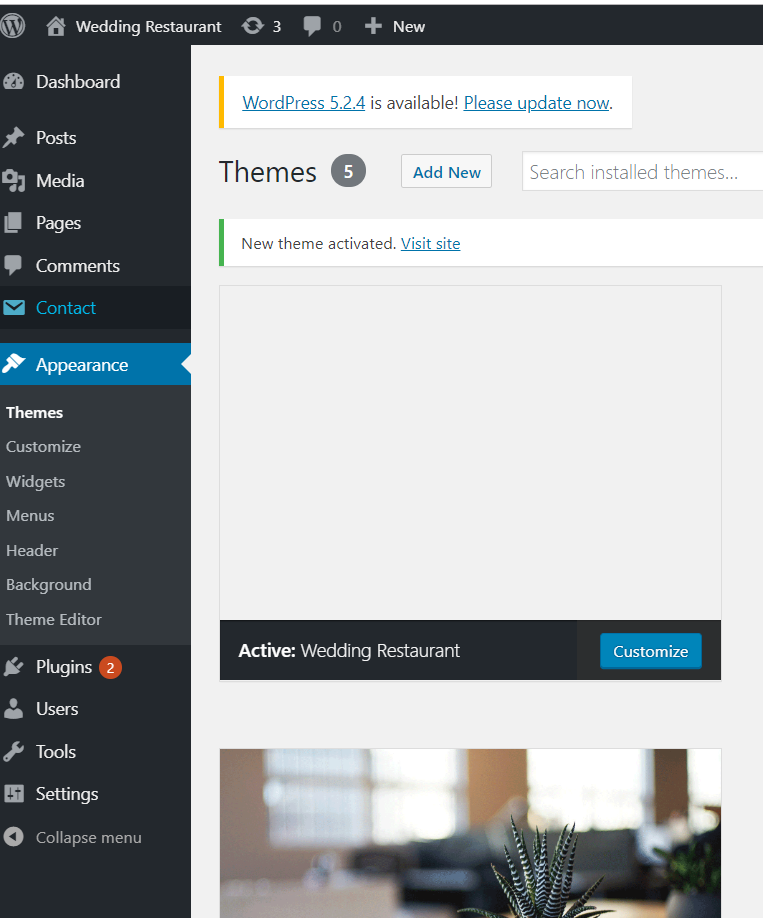 Wedding Restaurant 3 0 New
Dashboard
Posts
Media
Pages
Comments
Contact
Appearance
Themes
Customize
Widgets
Menus
Header
Background
Theme Editor
Plugins 2
Users
Tools
Settings
Collapse menu
WordPress 5.2.4 is available! Please update now.
Themes 5 Add New Search installed themes...
New theme activated. Visit site
Active: Wedding Restaurant Customize